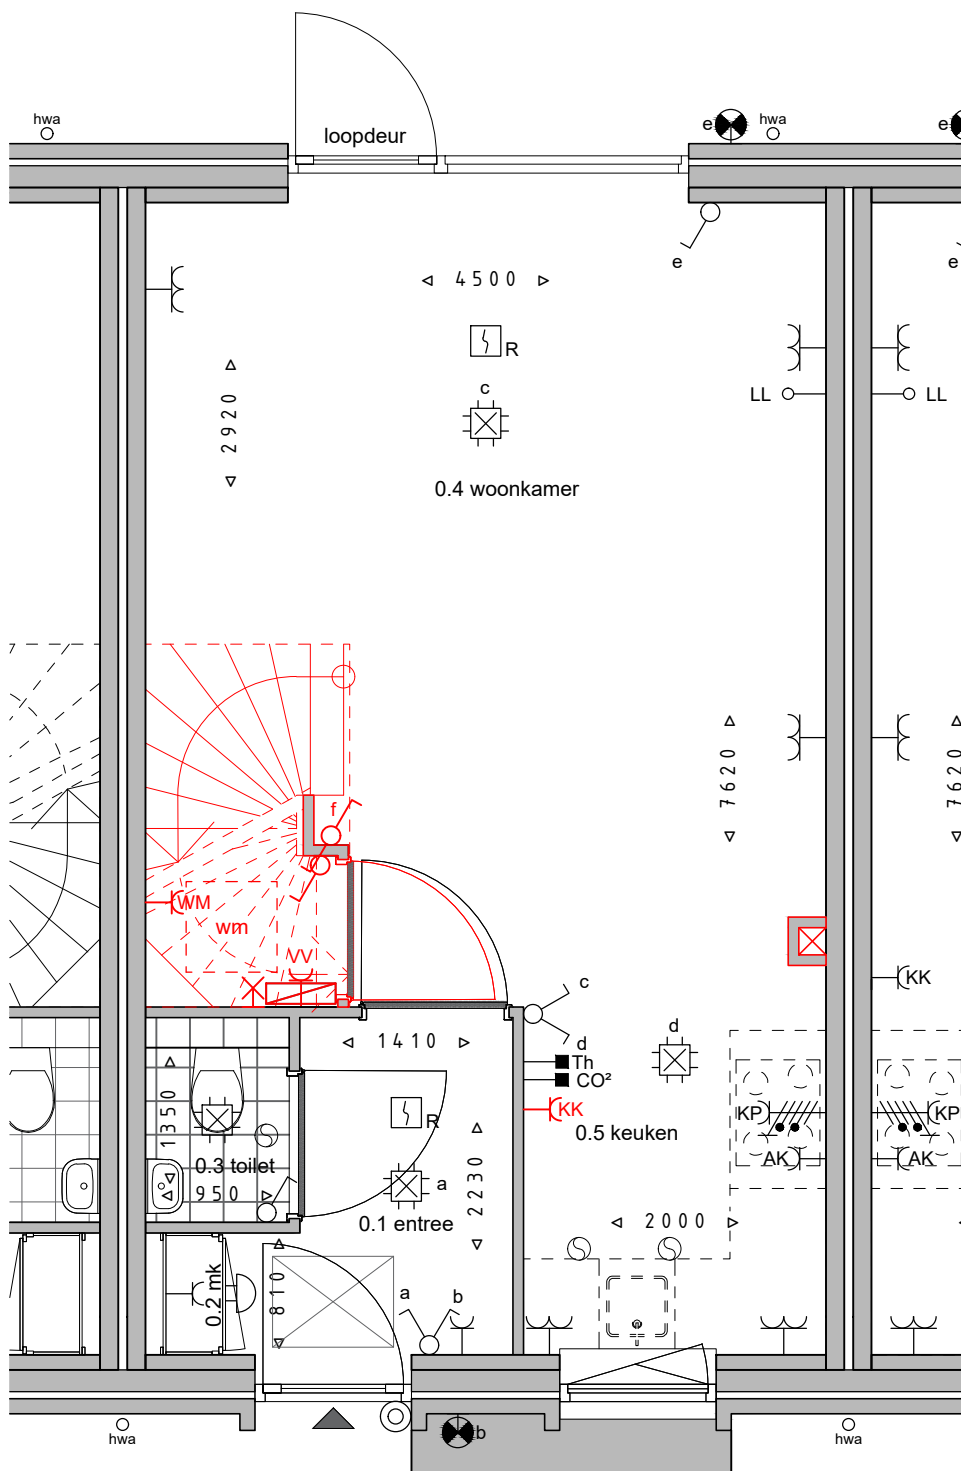 hwa
loopdeur
e
hwa
e
e
e
4500
R
c
2920
LL
LL
0.4 woonkamer
7620
7620
f
WM
wm
VV
KK
c
d
1410
Th
CO²
d
KK
0.5 keuken
KP
KP
AK
AK
1350
R
0.3 toilet
950
a
0.1 entree
2230
2000
0.2 mk
810
a
b
hwa
b
hwa